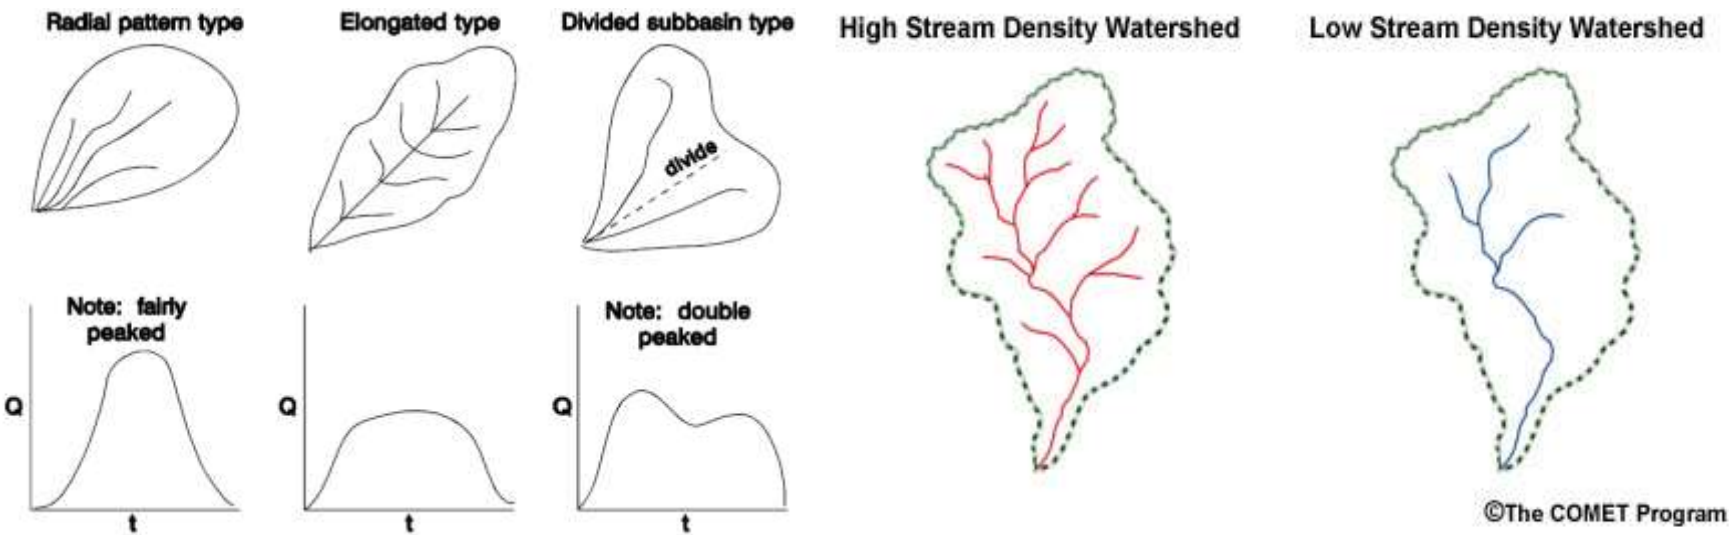 Radial pattern type
Elongated type
Divided subbasin type
High Stream Density Watershed
Low Stream Density Watershed
divide
Note: fairly
peaked
Note: double
peaked
Q
Q
Q
t
t
t
©The COMET Program